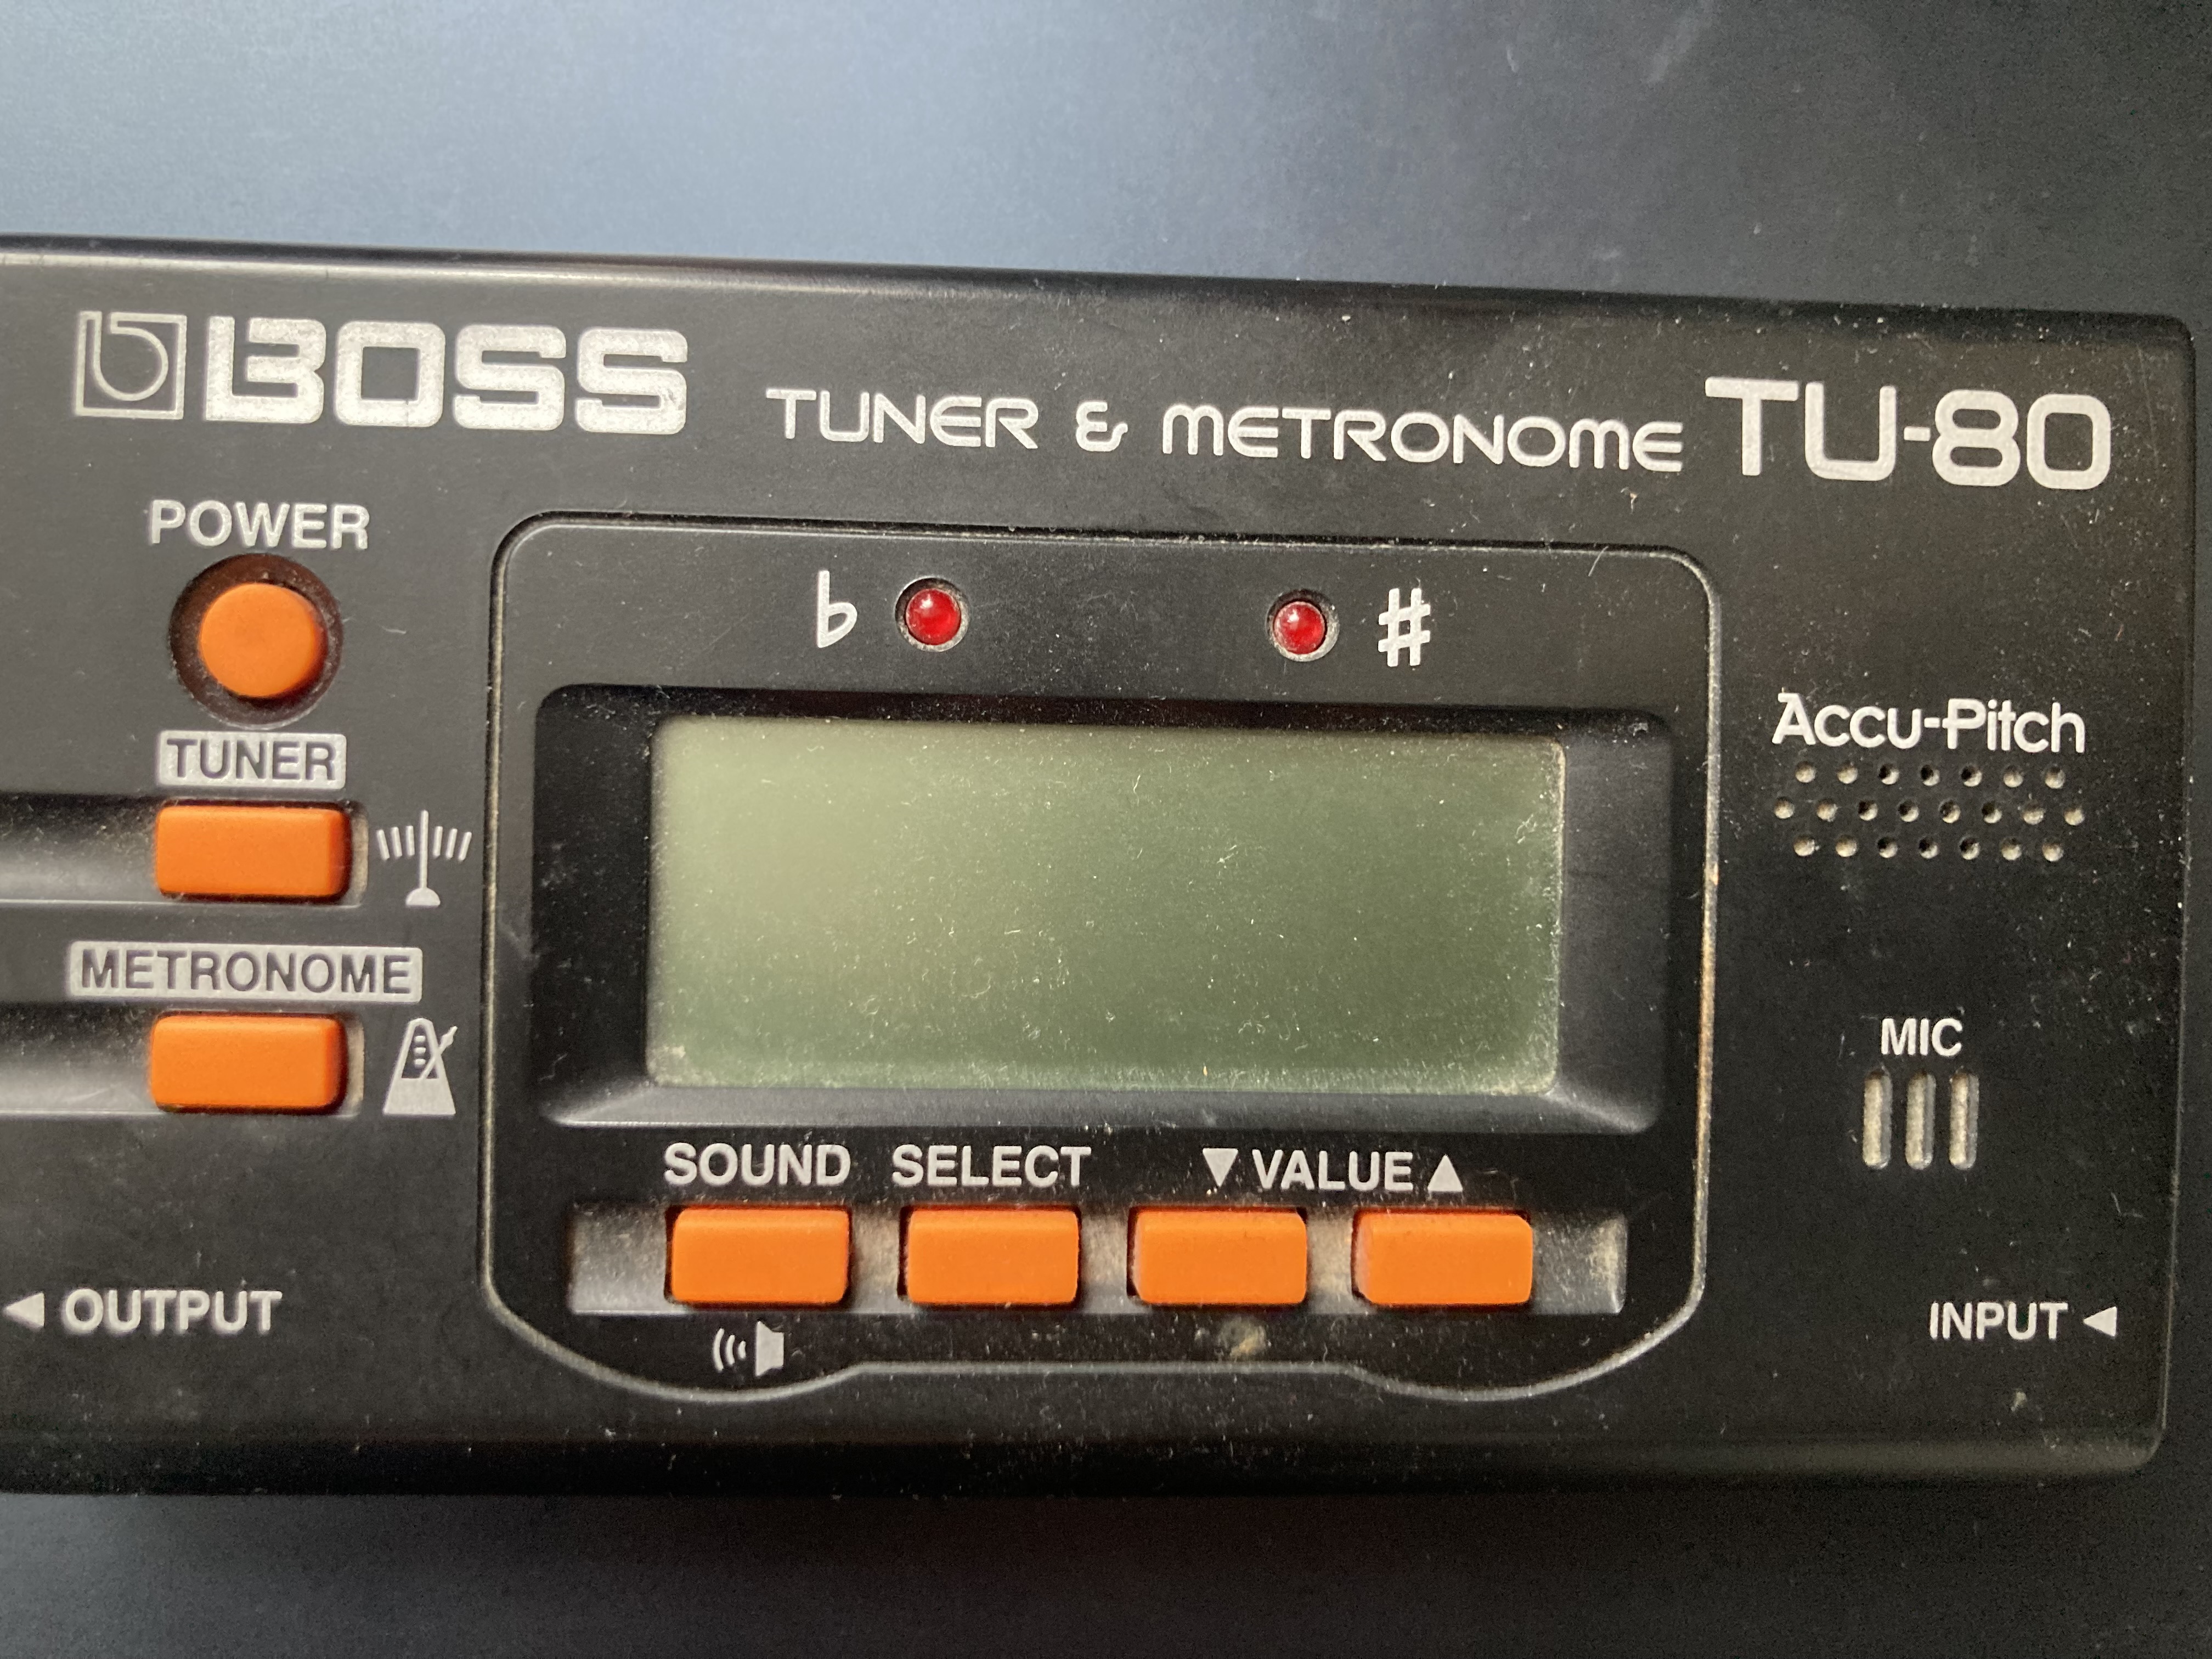 BOSS TUNER & METRONOME TU-80
POWER
♭ ♯
TUNER
Accu-Pitch
METRONOME
MIC
SOUND SELECT ▼ VALUE ▲
◀ OUTPUT
INPUT ◀